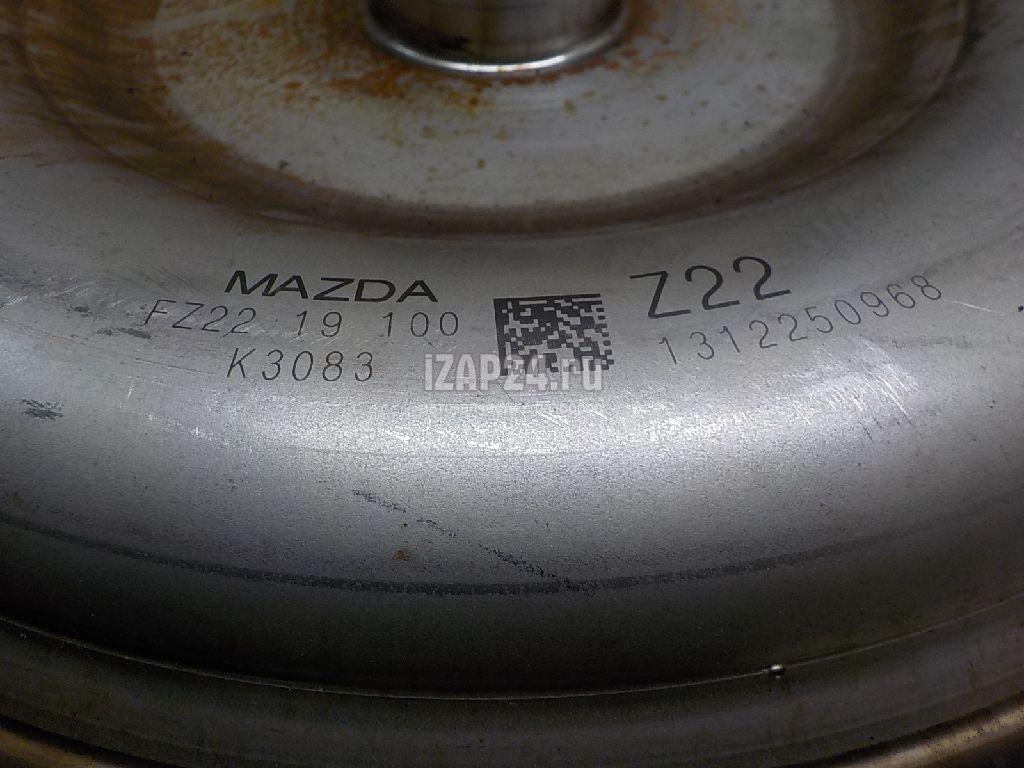 MAZDA
FZ22 19 100
K3083
Z22
1312250968
iZAP24.ru